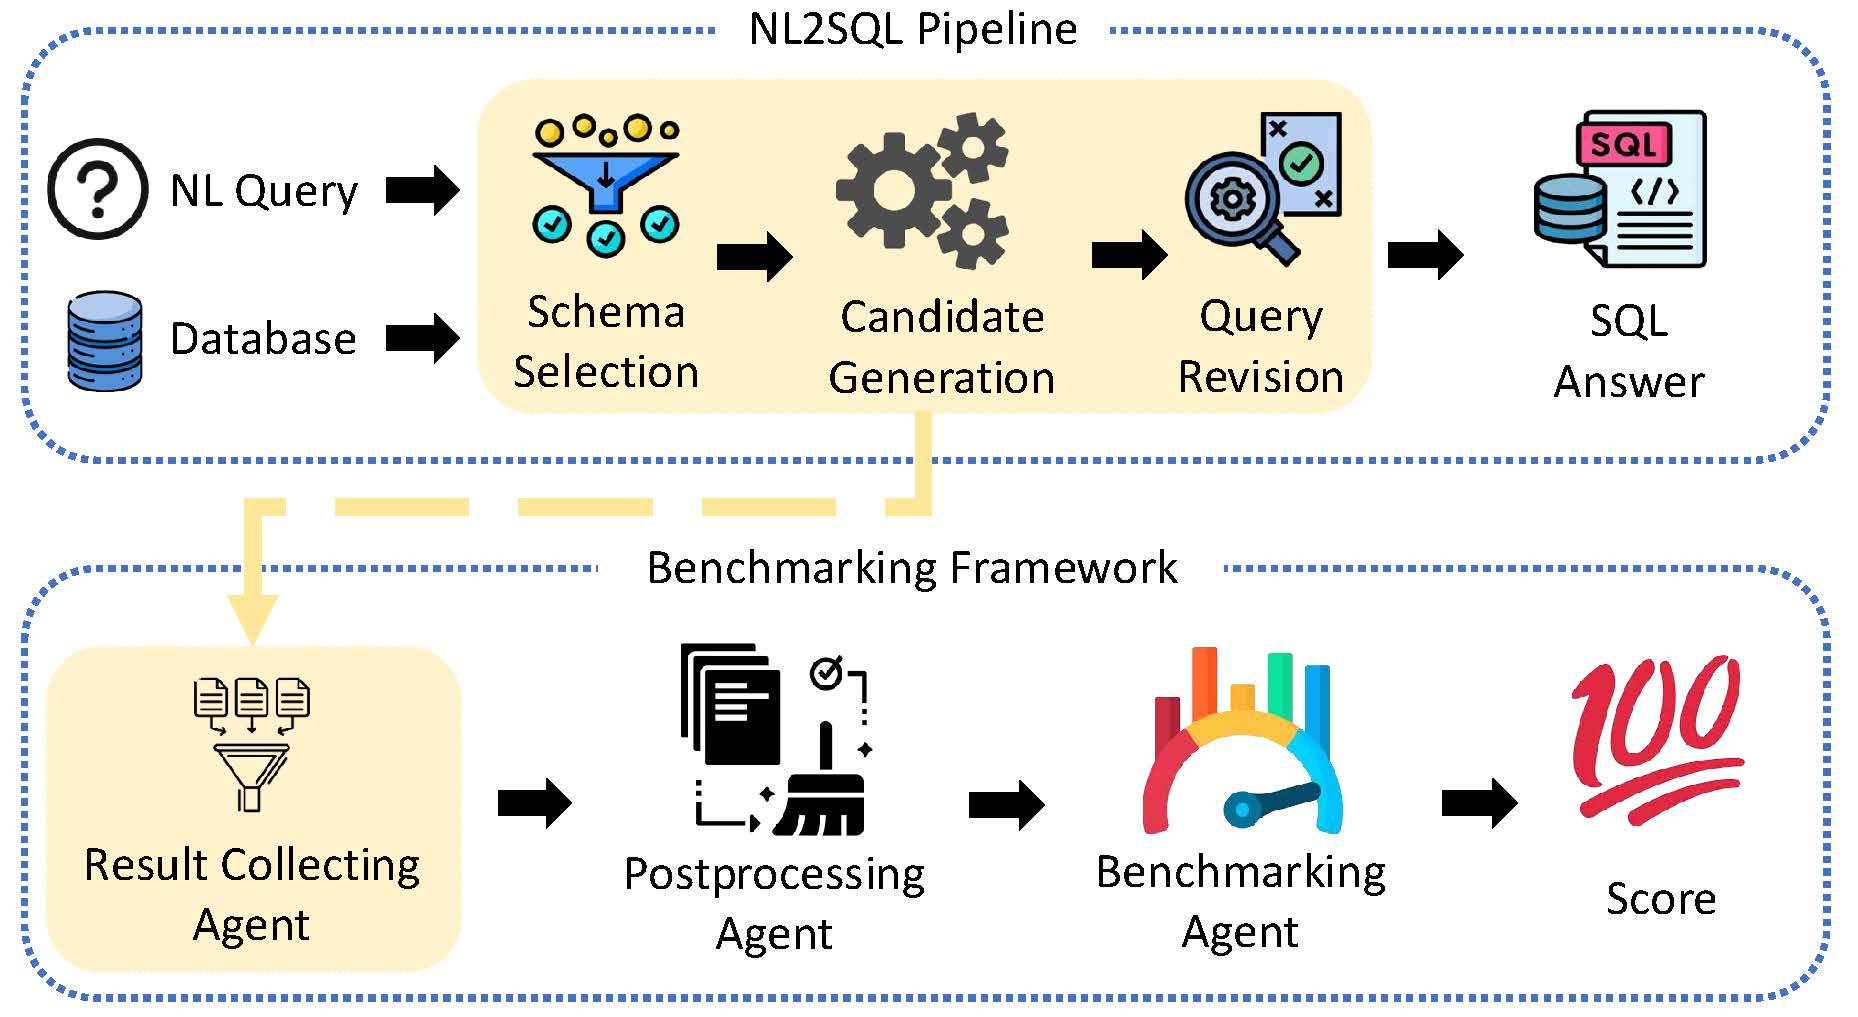 NL2SQL Pipeline
NL Query
Database
Schema
Selection
Candidate
Generation
Query
Revision
SQL
</>
SQL
Answer
Benchmarking Framework
Result Collecting
Agent
Postprocessing
Agent
Benchmarking
Agent
100
Score